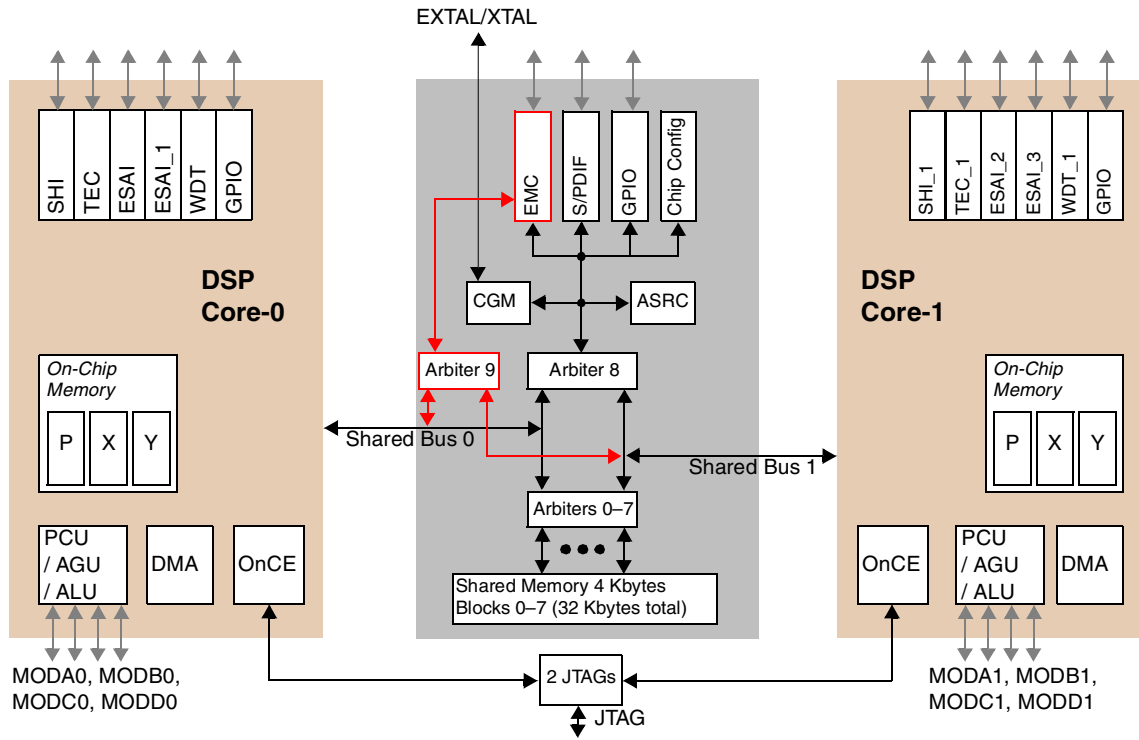 EXTAL/XTAL
SHI
TEC
ESAI
ESAI_1
WDT
GPIO
EMC
S/PDIF
GPIO
Chip Config
SHI_1
TEC_1
ESAI_2
ESAI_3
WDT_1
GPIO
DSP
Core-0
CGM
ASRC
DSP
Core-1
On-Chip
Memory
P
X
Y
Arbiter 9
Arbiter 8
On-Chip
Memory
P
X
Y
Shared Bus 0
Shared Bus 1
Arbiters 0–7
PCU
/ AGU
/ ALU
DMA
OnCE
Shared Memory 4 Kbytes
Blocks 0–7 (32 Kbytes total)
OnCE
PCU
/ AGU
/ ALU
DMA
MODA0, MODB0,
MODC0, MODD0
2 JTAGs
JTAG
MODA1, MODB1,
MODC1, MODD1